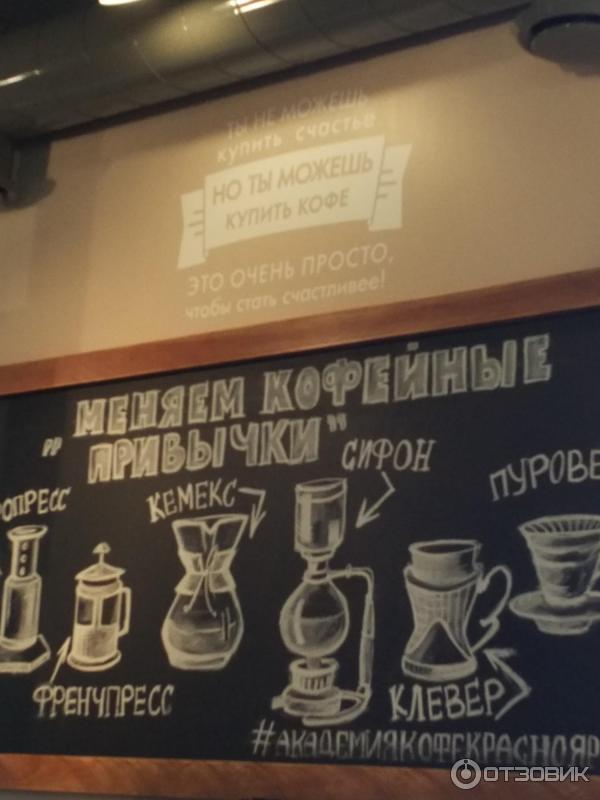 ТЫ НЕ МОЖЕШЬ
купить счастье
НО ТЫ МОЖЕШЬ
КУПИТЬ КОФЕ
ЭТО ОЧЕНЬ ПРОСТО,
чтобы стать счастливее!
„МЕНЯЕМ КОФЕЙНЫЕ
ПРИВЫЧКИ"
СИФОН
ПУРОВЕ
КЕМЕКС
ОПРЕСС
ФРЕНЧПРЕСС
КЛЕВЕР
#АКАДЕМИЯКОФЕКРАСНОЯР
ОТЗОВИК